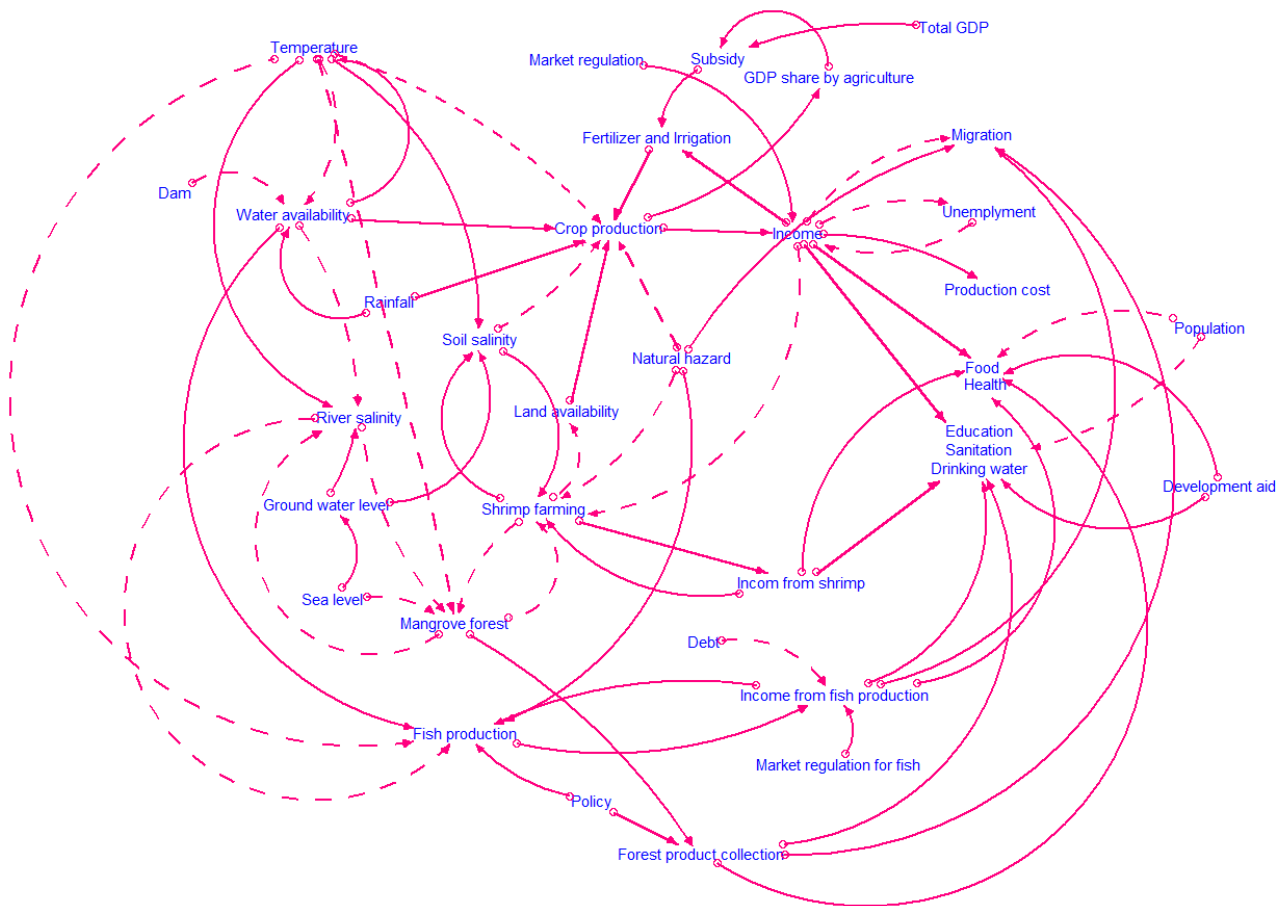 Total GDP
Temperature
Market regulation
Subsidy
GDP share by agriculture
Fertilizer and Irrigation
Migration
Dam
Water availability
Crop production
Income
Unemplyment
Production cost
Rainfall
Soil salinity
Natural hazard
Population
Food
Health
Land availability
River salinity
Education
Sanitation
Drinking water
Ground water level
Shrimp farming
Development aid
Incom from shrimp
Sea level
Mangrove forest
Debt
Income from fish production
Fish production
Market regulation for fish
Policy
Forest product collection